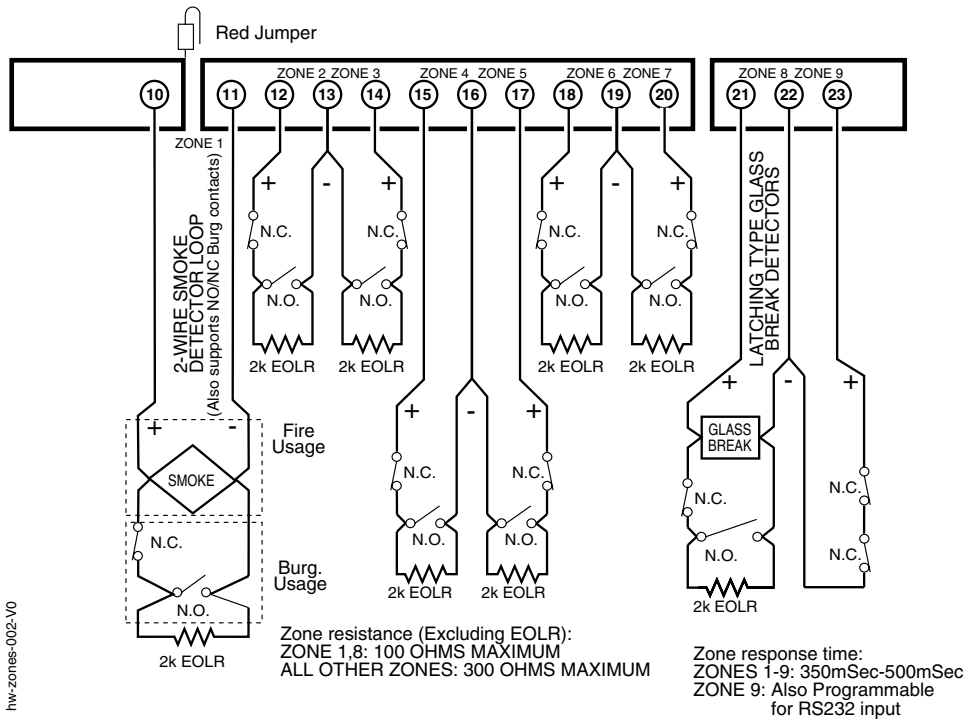 Red Jumper
ZONE 2 ZONE 3 ZONE 4 ZONE 5 ZONE 6 ZONE 7 ZONE 8 ZONE 9
10 11 12 13 14 15 16 17 18 19 20 21 22 23
ZONE 1
2-WIRE SMOKE
DETECTOR LOOP
(Also supports NO/NC Burg contacts)
+ - +
N.C. N.C.
N.O. N.O.
2k EOLR 2k EOLR
+ - +
N.C. N.C.
N.O. N.O.
2k EOLR 2k EOLR
LATCHING TYPE GLASS
BREAK DETECTORS
+ - +
N.C. N.C.
N.O. N.O.
2k EOLR 2k EOLR
+ -
Fire
Usage
SMOKE
N.C.
Burg.
Usage
N.O.
2k EOLR
+ - +
GLASS
BREAK
N.C. N.C.
N.O. N.C.
2k EOLR
Zone resistance (Excluding EOLR):
ZONE 1,8: 100 OHMS MAXIMUM
ALL OTHER ZONES: 300 OHMS MAXIMUM
Zone response time:
ZONES 1-9: 350mSec-500mSec
ZONE 9: Also Programmable
for RS232 input
hw-zones-002-V0